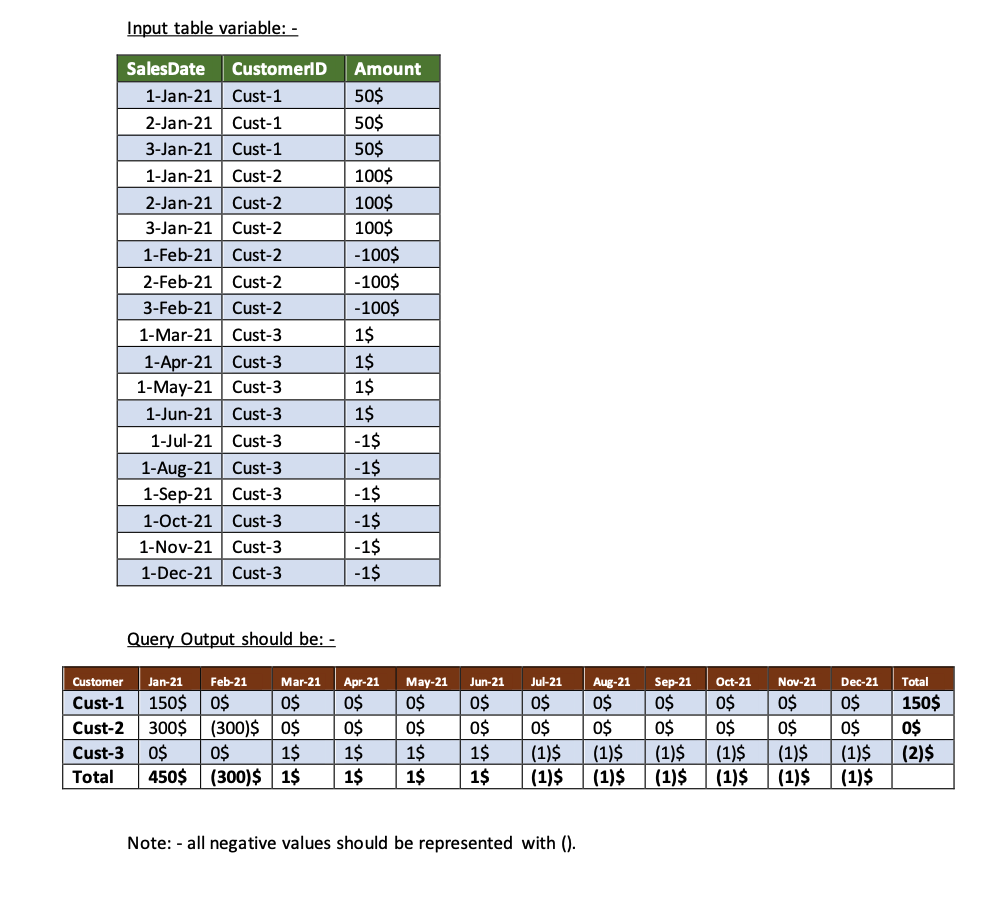 Input table variable: -
SalesDate CustomerID Amount
1-Jan-21 Cust-1 50$
2-Jan-21 Cust-1 50$
3-Jan-21 Cust-1 50$
1-Jan-21 Cust-2 100$
2-Jan-21 Cust-2 100$
3-Jan-21 Cust-2 100$
1-Feb-21 Cust-2 -100$
2-Feb-21 Cust-2 -100$
3-Feb-21 Cust-2 -100$
1-Mar-21 Cust-3 1$
1-Apr-21 Cust-3 1$
1-May-21 Cust-3 1$
1-Jun-21 Cust-3 1$
1-Jul-21 Cust-3 -1$
1-Aug-21 Cust-3 -1$
1-Sep-21 Cust-3 -1$
1-Oct-21 Cust-3 -1$
1-Nov-21 Cust-3 -1$
1-Dec-21 Cust-3 -1$
Query Output should be: -
Customer Jan-21 Feb-21 Mar-21 Apr-21 May-21 Jun-21 Jul-21 Aug-21 Sep-21 Oct-21 Nov-21 Dec-21 Total
Cust-1 150$ 0$ 0$ 0$ 0$ 0$ 0$ 0$ 0$ 0$ 0$ 0$ 150$
Cust-2 300$ (300)$ 0$ 0$ 0$ 0$ 0$ 0$ 0$ 0$ 0$ 0$ 0$
Cust-3 0$ 0$ 1$ 1$ 1$ 1$ (1)$ (1)$ (1)$ (1)$ (1)$ (1)$ (2)$
Total 450$ (300)$ 1$ 1$ 1$ 1$ (1)$ (1)$ (1)$ (1)$ (1)$ (1)$
Note: - all negative values should be represented with ().